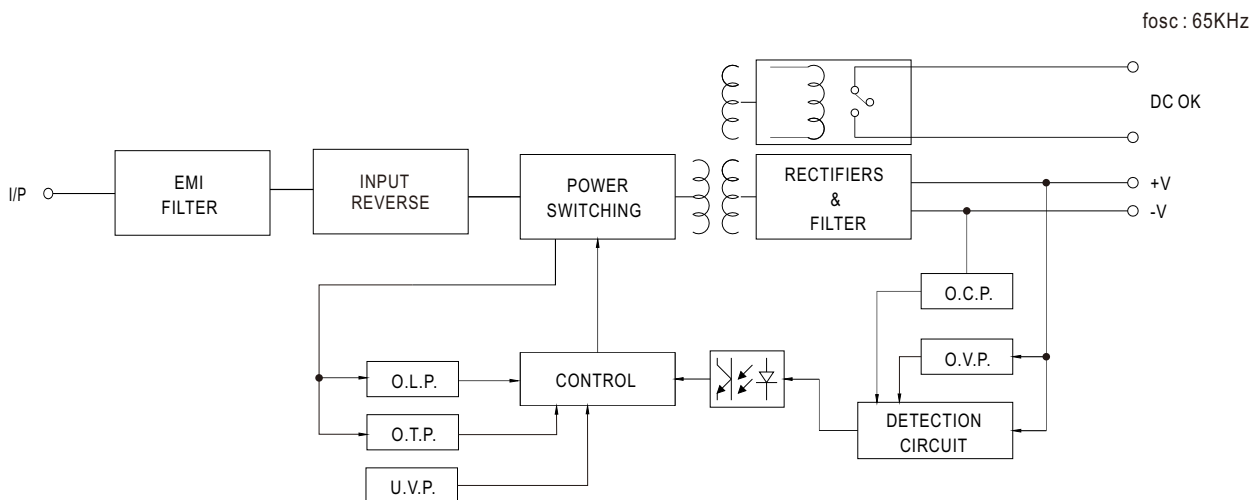 fosc : 65KHz
DC OK
I/P
EMI
FILTER
INPUT
REVERSE
POWER
SWITCHING
RECTIFIERS
&
FILTER
+V
-V
O.C.P.
O.V.P.
O.L.P.
CONTROL
DETECTION
CIRCUIT
O.T.P.
U.V.P.